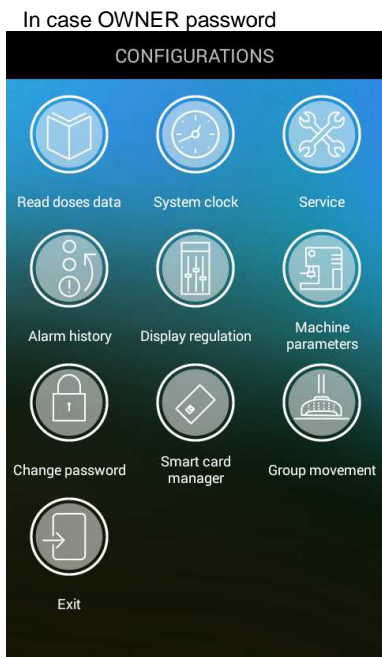 In case OWNER password
CONFIGURATIONS
Read doses data
System clock
Service
Alarm history
Display regulation
Machine
parameters
Change password
Smart card
manager
Group movement
Exit